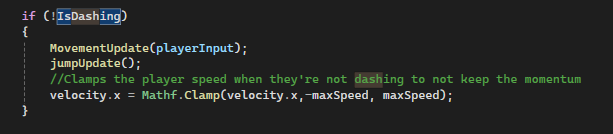 if (!IsDashing)
{
MovementUpdate(playerInput);
jumpUpdate();
//Clamps the player speed when they're not dashing to not keep the momentum
velocity.x = Mathf.Clamp(velocity.x,-maxSpeed, maxSpeed);
}